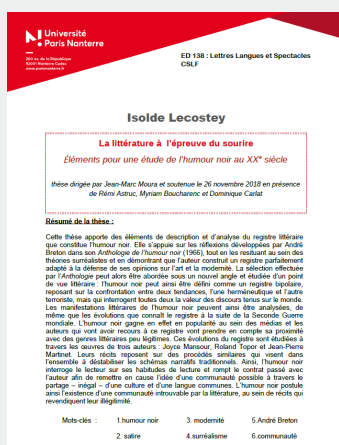 Université
Paris Nanterre
200 av. de la République
92001 Nanterre Cedex
www.parisnanterre.fr
ED 138 : Lettres Langues et Spectacles
CSLF
Isolde Lecostey
La littérature à l'épreuve du sourire
Éléments pour une étude de l'humour noir au XXe siècle
thèse dirigée par Jean-Marc Moura et soutenue le 26 novembre 2018 en présence
de Rémi Astruc, Myriam Boucharenc et Dominique Carlat
Résumé de la thèse :
Cette thèse apporte des éléments de description et d'analyse du registre littéraire
que constitue l'humour noir. Elle s'appuie sur les réflexions développées par André
Breton dans son Anthologie de l'humour noir (1966), tout en les resituant au sein des
théories surréalistes et en démontrant que l'auteur construit un registre parfaitement
adapté à la défense de ses opinions sur l'art et la modernité. La sélection effectuée
par l'Anthologie peut alors être abordée sous un nouvel angle et étudiée d'un point
de vue littéraire : l'humour noir peut ainsi être défini comme un registre bipolaire,
reposant sur la confrontation entre deux tendances, l'une herméneutique et l'autre
terroriste, mais qui interrogent toutes deux la valeur des discours tenus sur le monde.
Les manifestations littéraires de l'humour noir peuvent ainsi être analysées, de
même que les évolutions que connaît le registre à la suite de la Seconde Guerre
mondiale. L'humour noir gagne en effet en popularité au sein des médias et les
auteurs qui vont avoir recours à ce registre vont prendre en compte sa proximité
avec des genres littéraires peu légitimes. Ces évolutions du registre sont étudiées à
travers les œuvres de trois auteurs : Joyce Mansour, Roland Topor et Jean-Pierre
Martinet. Leurs récits reposent sur des procédés similaires qui visent dans
l'ensemble à déstabiliser les schémas narratifs traditionnels. Ainsi, l'humour noir
interroge le lecteur sur ses habitudes de lecture et rompt le contrat passé avec
l'auteur afin de remettre en cause l'idée d'une communauté possible à travers le
partage – inégal – d'une culture et d'une langue communes. L'humour noir postule
ainsi l'existence d'une communauté introuvable par la littérature, au sein de récits qui
revendiquent leur illégitimité.
Mots-clés : 1.humour noir 3. modernité 5.André Breton
2. satire 4.surréalisme 6.communauté